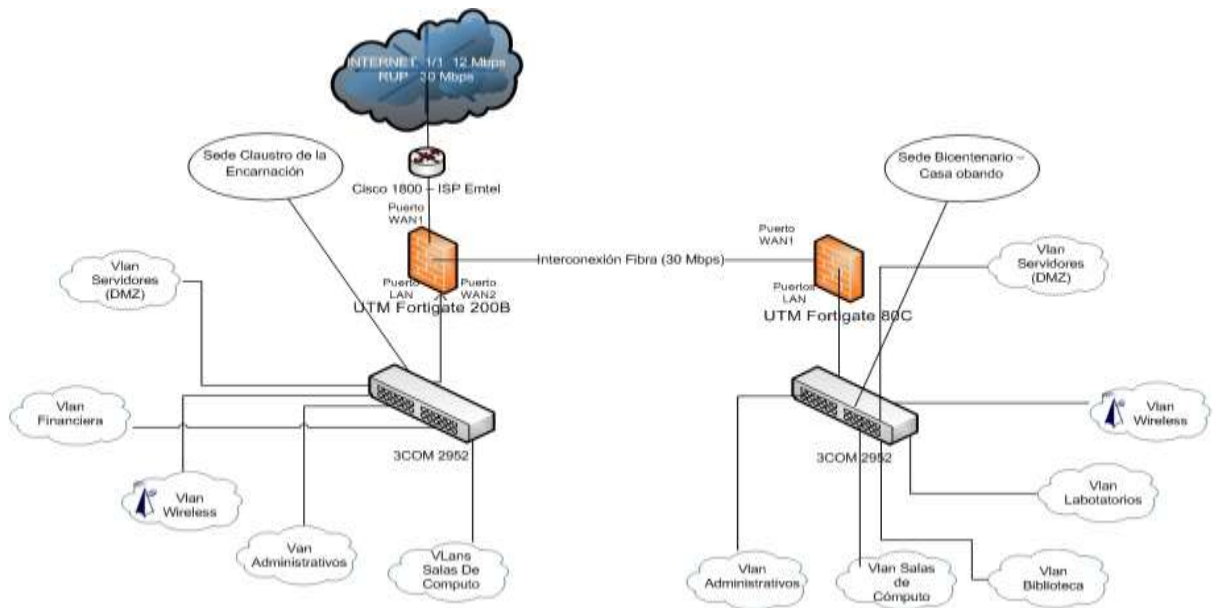 INTERNET 1/1 12 Mbps
RUP 30 Mbps
Sede Claustro de la
Encarnación
Cisco 1800 – ISP Emtel
Puerto
WAN1
Sede Bicentenario –
Casa obando
Puerto
WAN1
Interconexión Fibra (30 Mbps)
Vlan
Servidores
(DMZ)
Puerto
LAN
Puerto
WAN2
UTM Fortigate 200B
Puertos
LAN
UTM Fortigate 80C
Vlan
Servidores
(DMZ)
Vlan
Financiera
3COM 2952
Vlan
Wireless
Van
Administrativos
VLans
Salas De
Computo
3COM 2952
Vlan
Wireless
Vlan
Labotatorios
Vlan
Administrativos
Vlan Salas
de
Cómputo
Vlan
Biblioteca